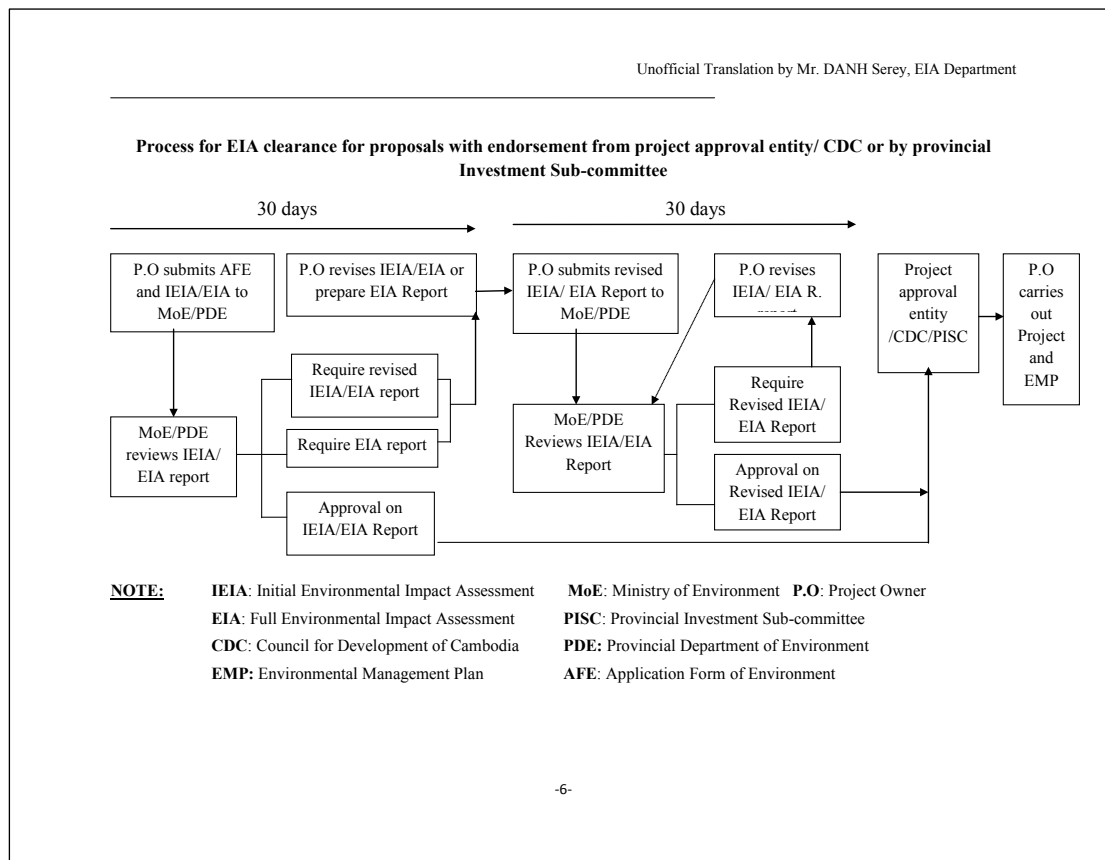 Unofficial Translation by Mr. DANH Serey, EIA Department
Process for EIA clearance for proposals with endorsement from project approval entity/ CDC or by provincial
Investment Sub-committee
30 days
30 days
P.O submits AFE
and IEIA/EIA to
MoE/PDE
P.O revises IEIA/EIA or
prepare EIA Report
P.O submits revised
IEIA/ EIA Report to
MoE/PDE
P.O revises
IEIA/ EIA R.
Project
approval
entity
/CDC/PISC
P.O
carries
out
Project
and
EMP
Require revised
IEIA/EIA report
Require EIA report
MoE/PDE
reviews IEIA/
EIA report
Approval on
IEIA/EIA Report
MoE/PDE
Reviews IEIA/EIA
Report
Require
Revised IEIA/
EIA Report
Approval on
Revised IEIA/
EIA Report
NOTE: IEIA: Initial Environmental Impact Assessment MoE: Ministry of Environment P.O: Project Owner
EIA: Full Environmental Impact Assessment PISC: Provincial Investment Sub-committee
CDC: Council for Development of Cambodia PDE: Provincial Department of Environment
EMP: Environmental Management Plan AFE: Application Form of Environment
-6-